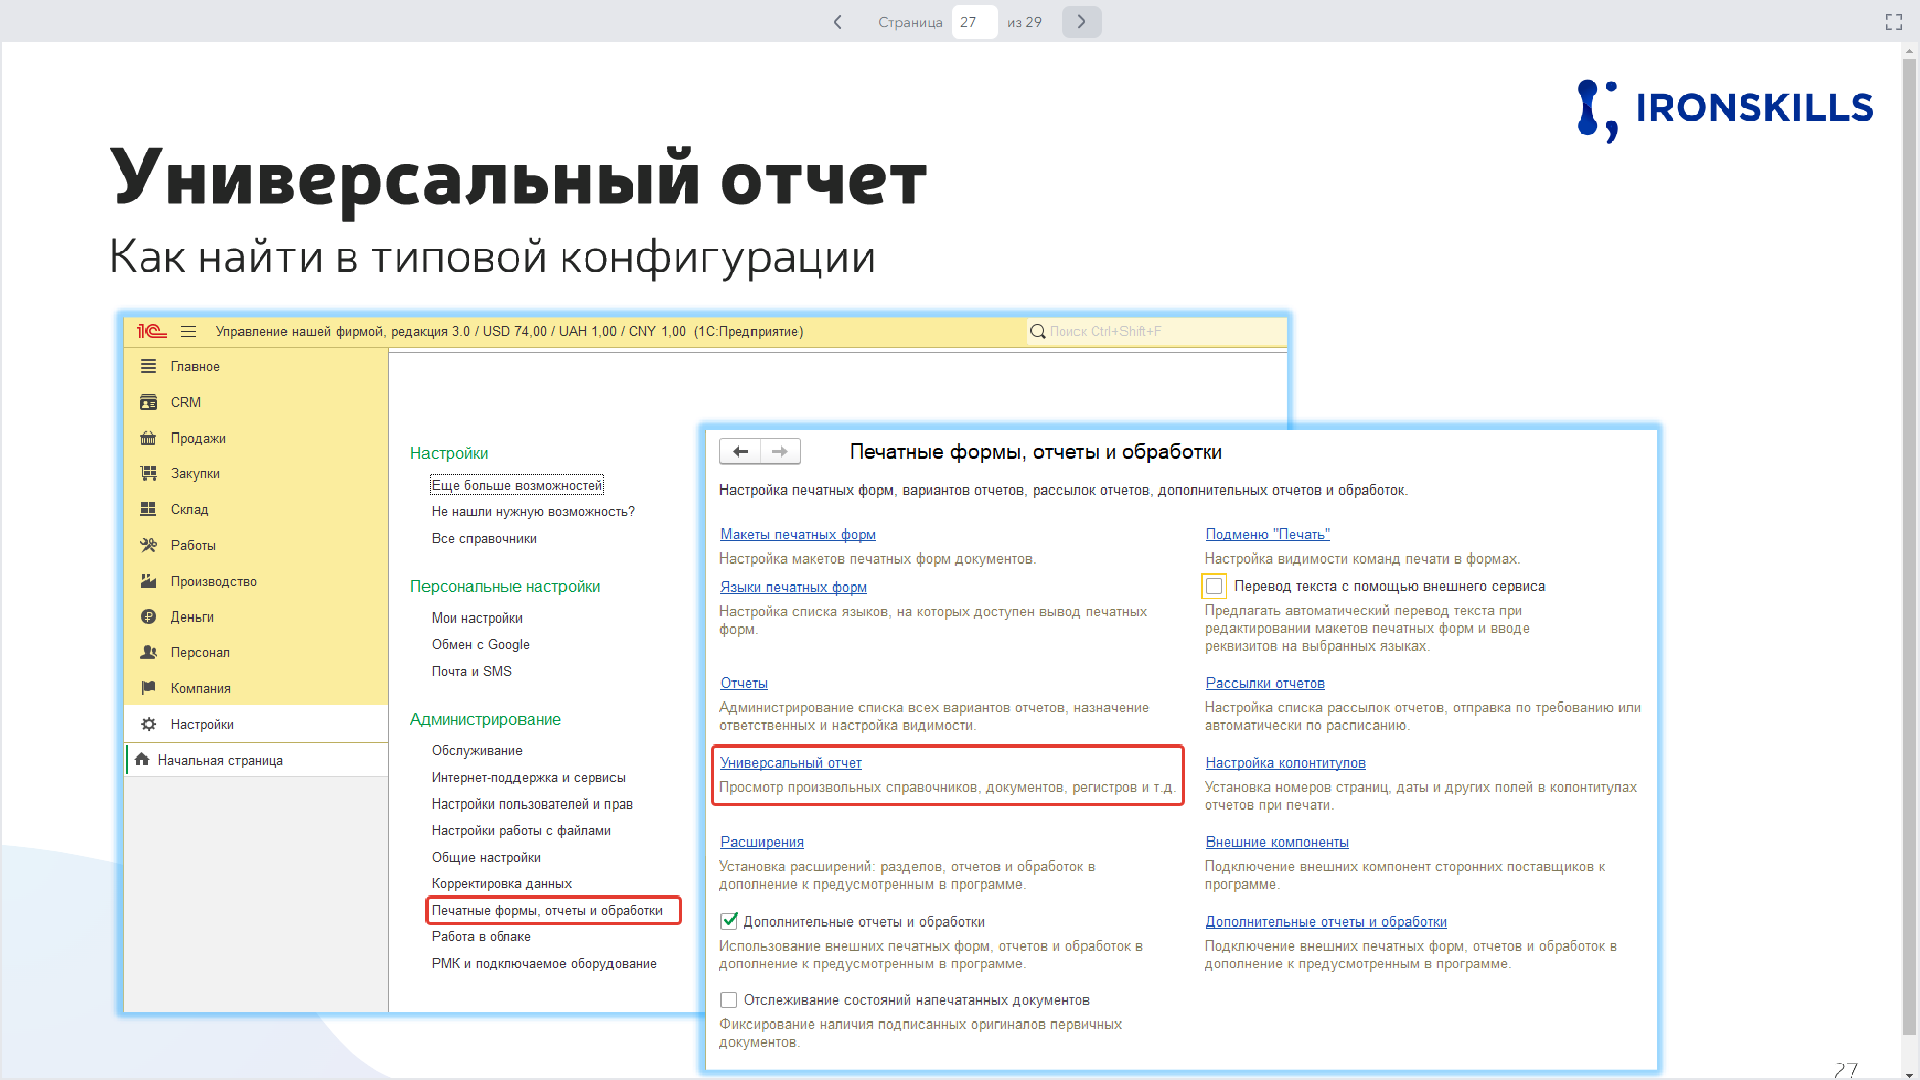 Страница 27 из 29
IRONSKILLS
Универсальный отчет
Как найти в типовой конфигурации
1С Управление нашей фирмой, редакция 3.0 / USD 74,00 / UAH 1,00 / CNY 1,00 (1С:Предприятие)
Поиск Ctrl+Shift+F
Главное
CRM
Продажи
Закупки
Склад
Работы
Производство
Деньги
Персонал
Компания
Настройки
Начальная страница
Настройки
Еще больше возможностей
Не нашли нужную возможность?
Все справочники
Персональные настройки
Мои настройки
Обмен с Google
Почта и SMS
Администрирование
Обслуживание
Интернет-поддержка и сервисы
Настройки пользователей и прав
Настройки работы с файлами
Общие настройки
Корректировка данных
Печатные формы, отчеты и обработки
Работа в облаке
РМК и подключаемое оборудование
Печатные формы, отчеты и обработки
Настройка печатных форм, вариантов отчетов, рассылок отчетов, дополнительных отчетов и обработок.
Макеты печатных форм
Настройка макетов печатных форм документов.
Языки печатных форм
Настройка списка языков, на которых доступен вывод печатных
форм.
Отчеты
Администрирование списка всех вариантов отчетов, назначение
ответственных и настройка видимости.
Универсальный отчет
Просмотр произвольных справочников, документов, регистров и т.д.
Расширения
Установка расширений: разделов, отчетов и обработок в
дополнение к предусмотренным в программе.
Дополнительные отчеты и обработки
Использование внешних печатных форм, отчетов и обработок в
дополнение к предусмотренным в программе.
Отслеживание состояний напечатанных документов
Фиксирование наличия подписанных оригиналов первичных
документов.
Подменю "Печать"
Настройка видимости команд печати в формах.
Перевод текста с помощью внешнего сервиса
Предлагать автоматический перевод текста при
редактировании макетов печатных форм и вводе
реквизитов на выбранных языках.
Рассылки отчетов
Настройка списка рассылок отчетов, отправка по требованию или
автоматически по расписанию.
Настройка колонтитулов
Установка номеров страниц, даты и других полей в колонтитулах
отчетов при печати.
Внешние компоненты
Подключение внешних компонент сторонних поставщиков к
программе.
Дополнительные отчеты и обработки
Подключение внешних печатных форм, отчетов и обработок в
дополнение к предусмотренным в программе.
27